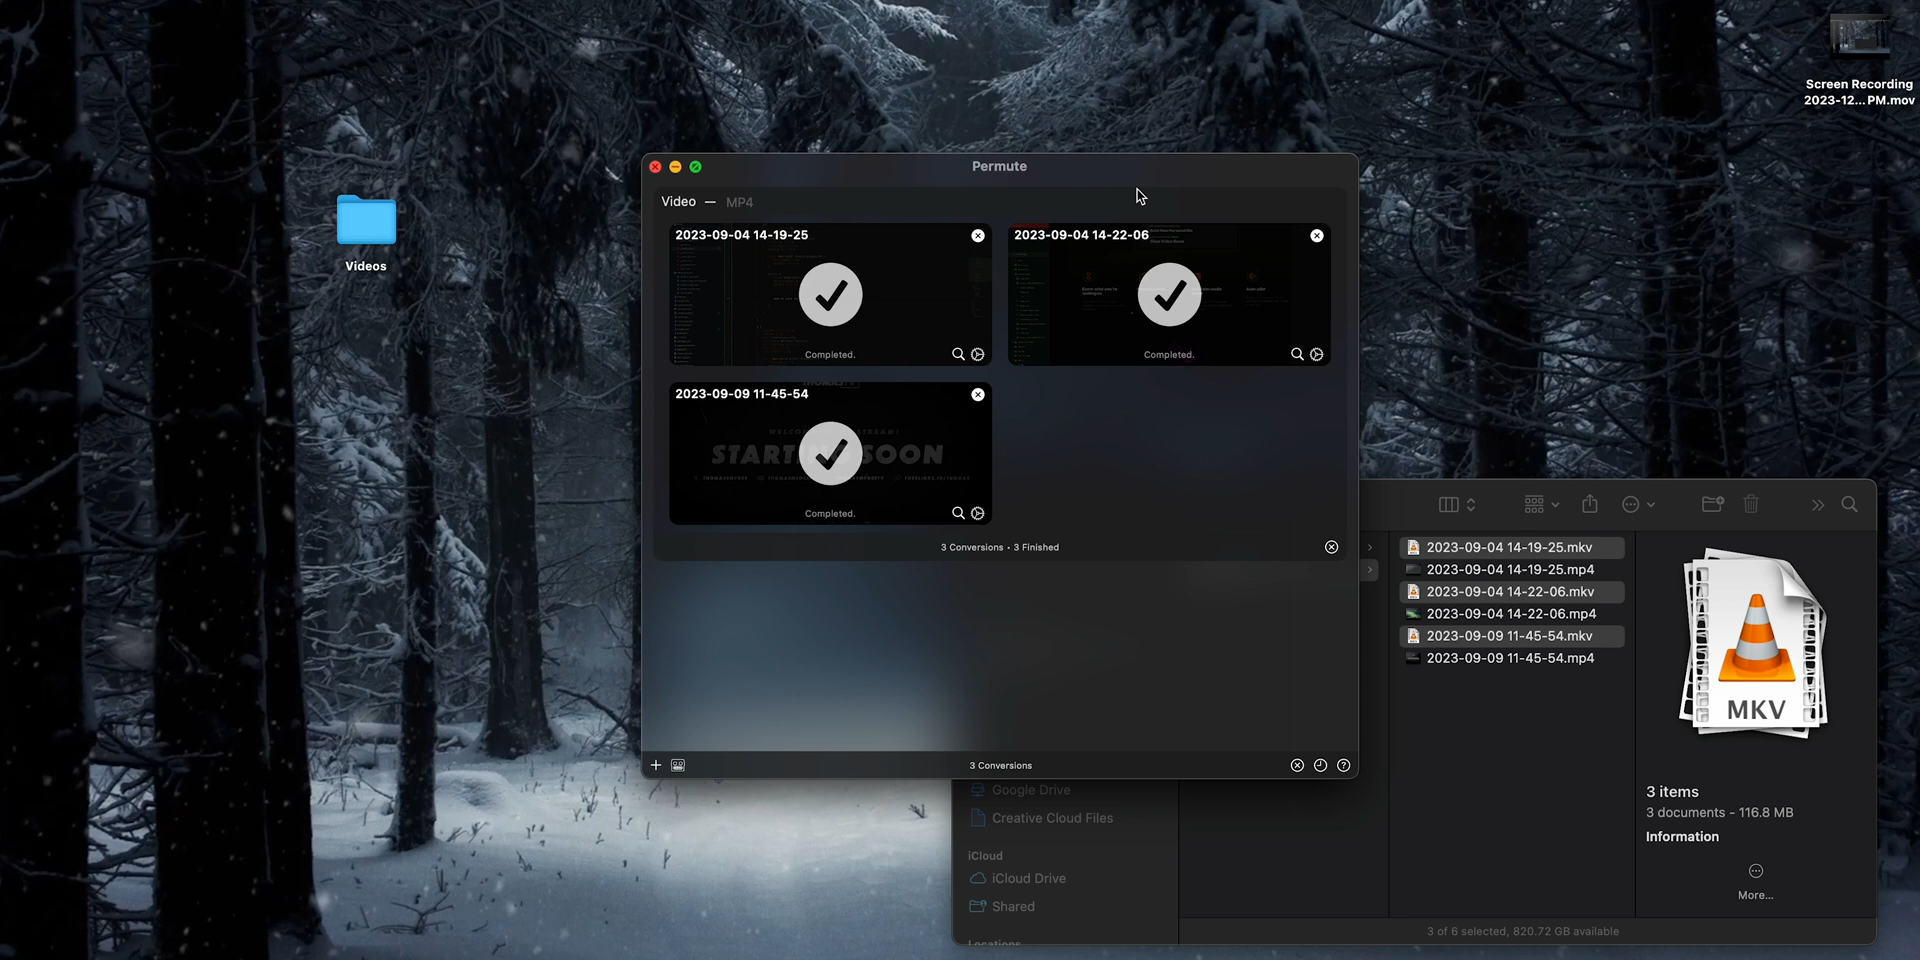 Screen Recording
2023-12... PM.mov
Videos
Permute
Video — MP4
2023-09-04 14-19-25
Completed.
2023-09-04 14-22-06
Completed.
2023-09-09 11-45-54
STARTING SOON
Completed.
3 Conversions • 3 Finished
3 Conversions
2023-09-04 14-19-25.mkv
2023-09-04 14-19-25.mp4
2023-09-04 14-22-06.mkv
2023-09-04 14-22-06.mp4
2023-09-09 11-45-54.mkv
2023-09-09 11-45-54.mp4
MKV
3 items
3 documents - 116.8 MB
Information
More...
Google Drive
Creative Cloud Files
iCloud
iCloud Drive
Shared
Locations
3 of 6 selected, 820.72 GB available